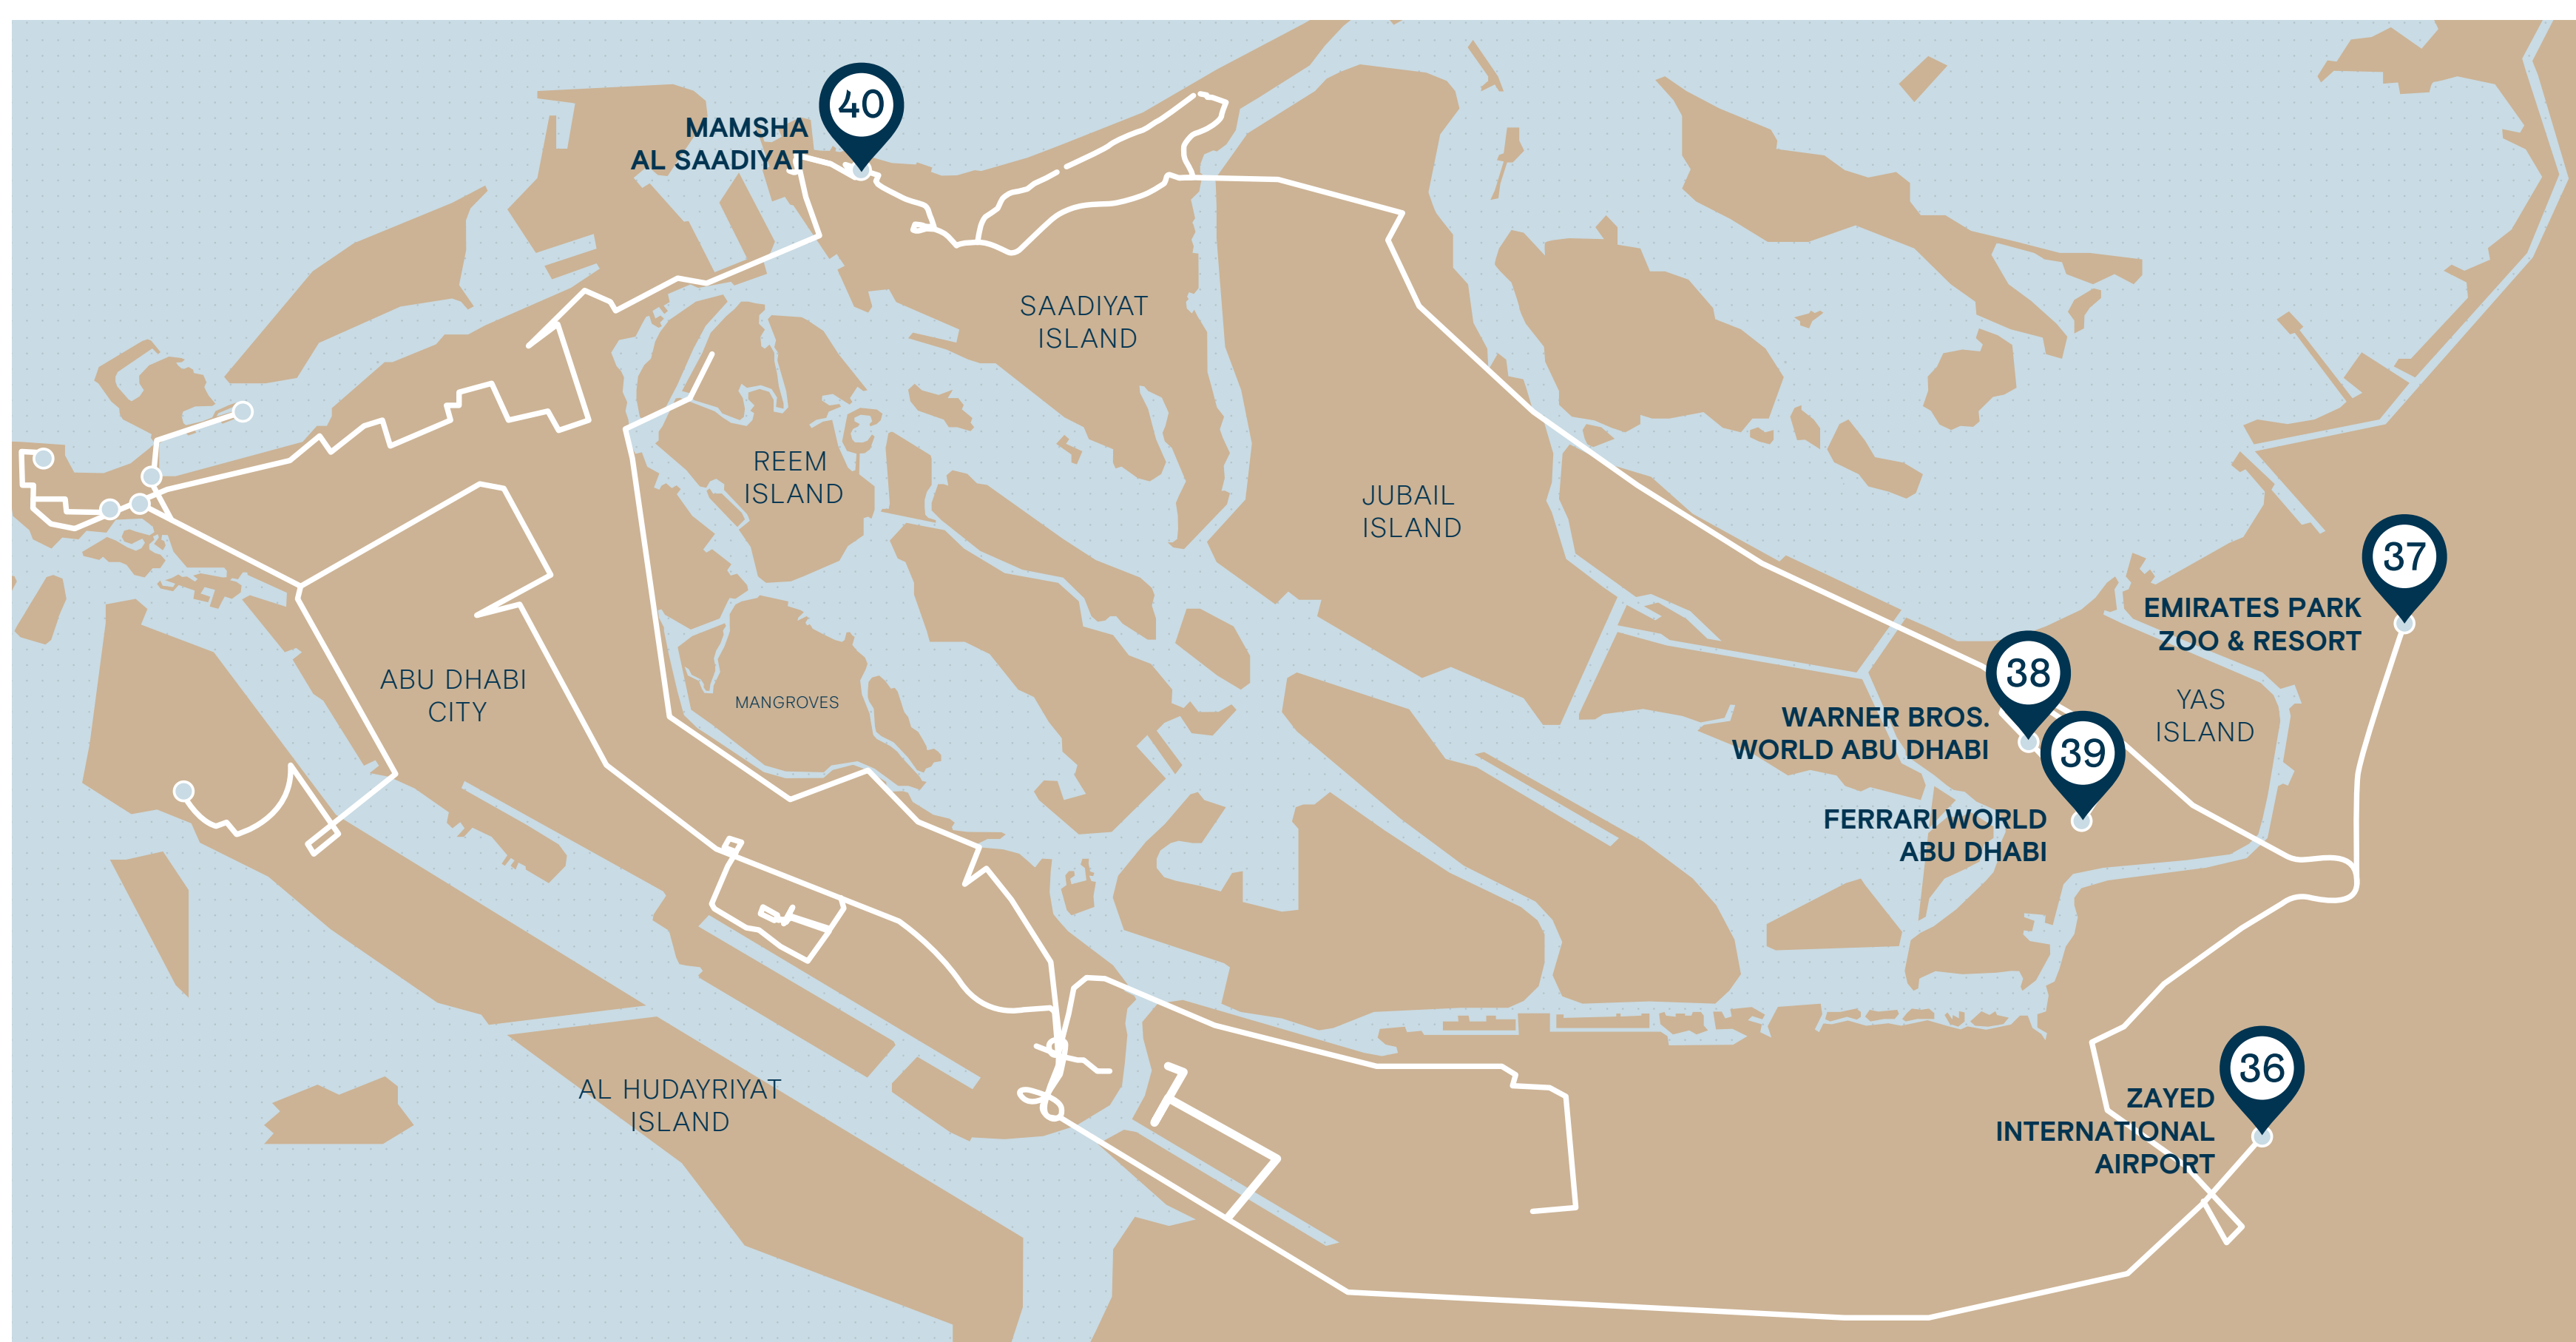 40
MAMSHA
AL SAADIYAT
SAADIYAT
ISLAND
REEM
ISLAND
JUBAIL
ISLAND
37
EMIRATES PARK
ZOO & RESORT
38
WARNER BROS.
WORLD ABU DHABI
YAS
ISLAND
39
FERRARI WORLD
ABU DHABI
ABU DHABI
CITY
MANGROVES
AL HUDAYRIYAT
ISLAND
36
ZAYED
INTERNATIONAL
AIRPORT